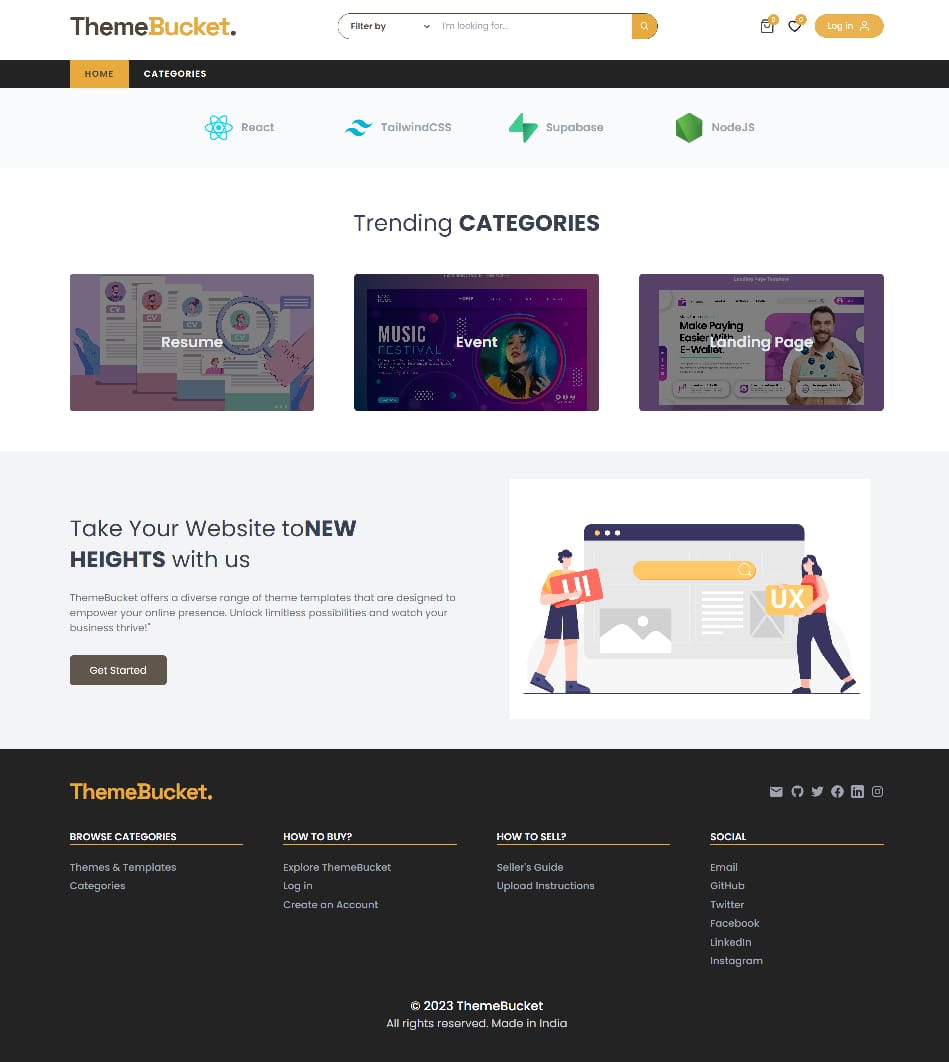 ThemeBucket.
Filter by
I'm looking for...
0
0
Log in
HOME
CATEGORIES
React
TailwindCSS
Supabase
NodeJS
Trending CATEGORIES
CV
CV
CV
CV
Resume
HOME
MUSIC
FESTIVAL
Event
Landing Page Template
Make Paying
Easier With
E-Wallet.
Landing Page
Take Your Website toNEW
HEIGHTS with us
ThemeBucket offers a diverse range of theme templates that are designed to
empower your online presence. Unlock limitless possibilities and watch your
business thrive!"
Get Started
UI
UX
ThemeBucket.
BROWSE CATEGORIES
Themes & Templates
Categories
HOW TO BUY?
Explore ThemeBucket
Log in
Create an Account
HOW TO SELL?
Seller's Guide
Upload Instructions
SOCIAL
Email
GitHub
Twitter
Facebook
LinkedIn
Instagram
© 2023 ThemeBucket
All rights reserved. Made in India